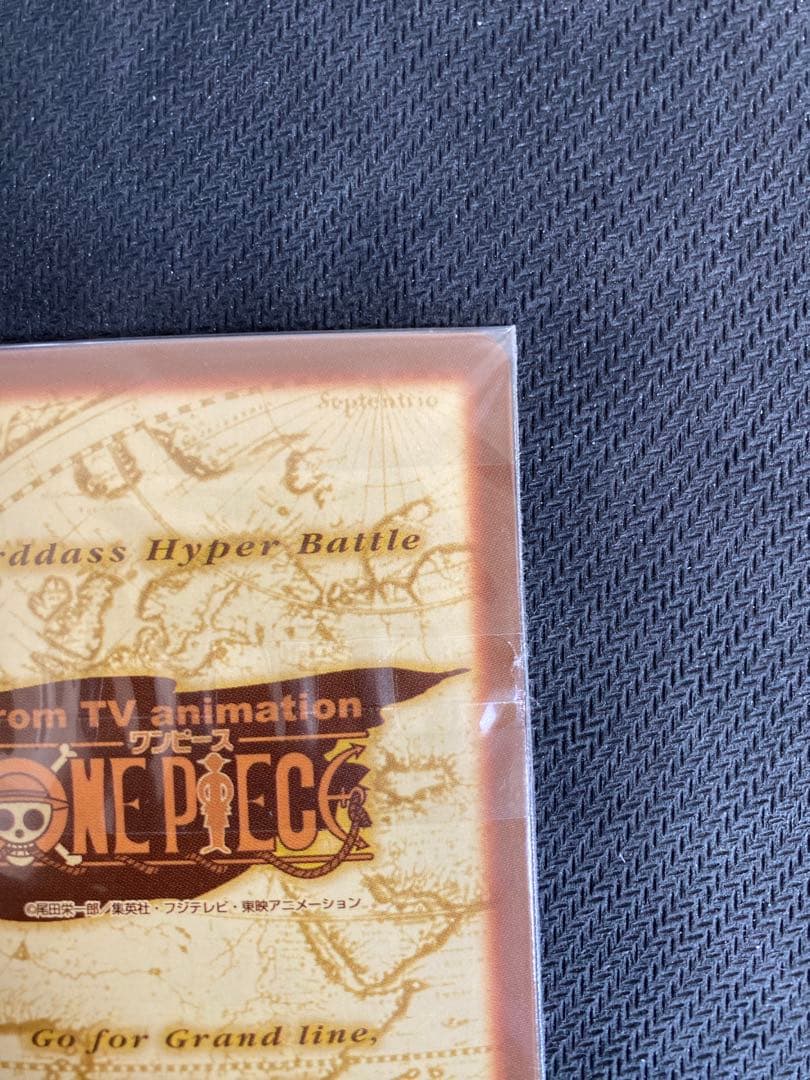 Septentrio
rddass Hyper Battle
rom TV animation
ワンピース
ONE PIECE
©尾田栄一郎/集英社・フジテレビ・東映アニメーション
Go for Grand line,